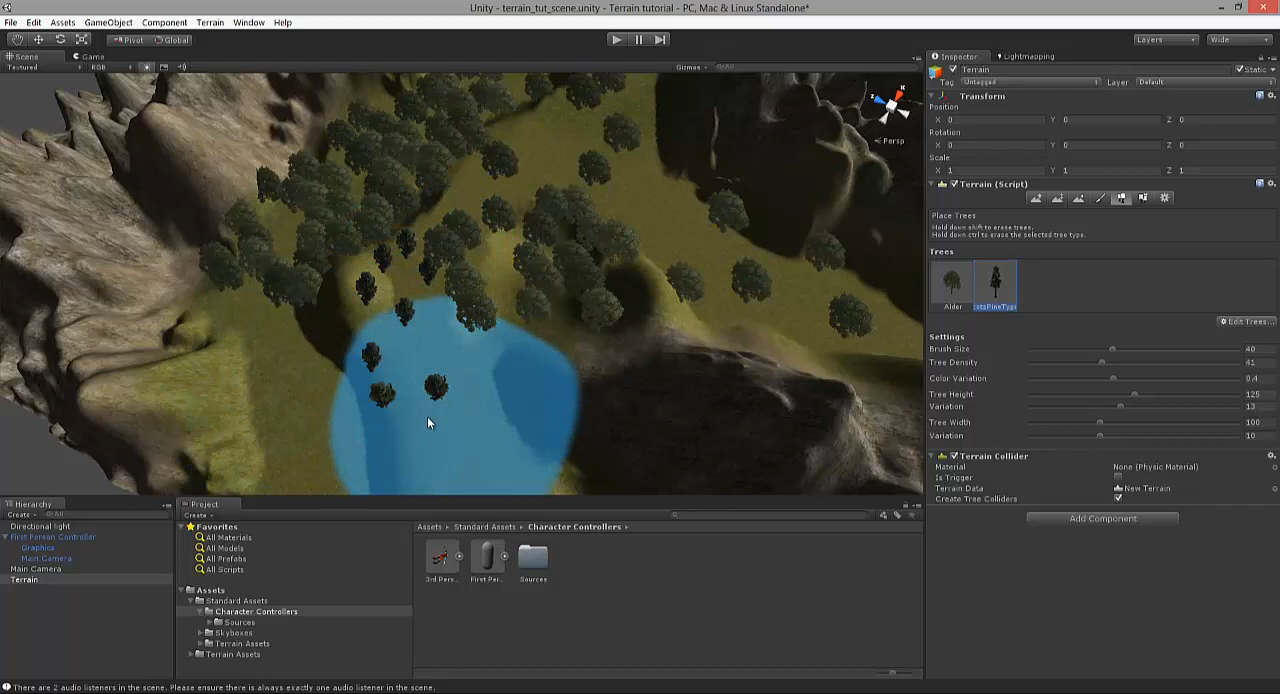 Unity - terrain_tut_scene.unity - Terrain tutorial - PC, Mac & Linux Standalone*
File Edit Assets GameObject Component Terrain Window Help
Pivot Global
Layers Wide
Scene Game
Textured RGB Gizmos All
Persp
Inspector Lightmapping
Terrain Static
Tag Untagged Layer Default
Transform
Position
X 0 Y 0 Z 0
Rotation
X 0 Y 0 Z 0
Scale
X 1 Y 1 Z 1
Terrain (Script)
Place Trees
Hold down shift to erase trees.
Hold down ctrl to erase the selected tree type.
Trees
Alder
Edit Trees...
Settings
Brush Size 40
Tree Density 41
Color Variation 0.4
Tree Height 125
Variation 13
Tree Width 100
Variation 10
Terrain Collider
Material None (Physic Material)
Is Trigger
Terrain Data New Terrain
Create Tree Colliders
Add Component
Hierarchy
Create All
Directional light
First Person Controller
Graphics
Main Camera
Main Camera
Terrain
Project
Create
Favorites
All Materials
All Models
All Prefabs
All Scripts
Assets
Standard Assets
Character Controllers
Sources
Skyboxes
Terrain Assets
Terrain Assets
Assets Standard Assets Character Controllers
3rd Pers... First Per... Sources
There are 2 audio listeners in the scene. Please ensure there is always exactly one audio listener in the scene.